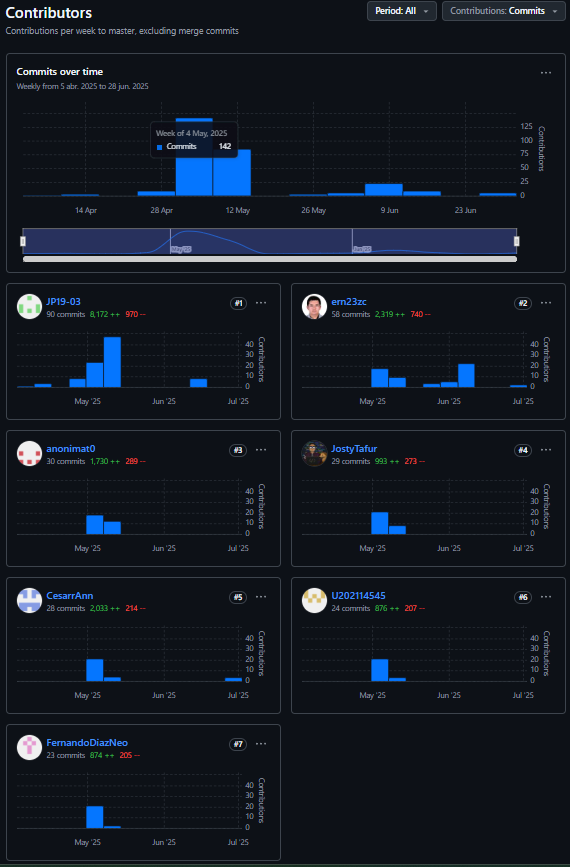 Contributors
Period: All
Contributions: Commits
Contributions per week to master, excluding merge commits
Commits over time
Weekly from 5 abr. 2025 to 28 jun. 2025
Week of 4 May, 2025
Commits 142
125
100
75
50
25
0
Contributions
14 Apr 28 Apr 12 May 26 May 9 Jun 23 Jun
May '25 Jun '25
JP19-03 #1
90 commits 8,172 ++ 970 --
40
30
20
10
0
Contributions
May '25 Jun '25 Jul '25
ern23zc #2
58 commits 2,319 ++ 740 --
40
30
20
10
0
Contributions
May '25 Jun '25 Jul '25
anonimat0 #3
30 commits 1,730 ++ 289 --
40
30
20
10
0
Contributions
May '25 Jun '25 Jul '25
JostyTafur #4
29 commits 993 ++ 273 --
40
30
20
10
0
Contributions
May '25 Jun '25 Jul '25
CesarrAnn #5
28 commits 2,033 ++ 214 --
40
30
20
10
0
Contributions
May '25 Jun '25 Jul '25
U202114545 #6
24 commits 876 ++ 207 --
40
30
20
10
0
Contributions
May '25 Jun '25 Jul '25
FernandoDiazNeo #7
23 commits 874 ++ 205 --
40
30
20
10
0
Contributions
May '25 Jun '25 Jul '25